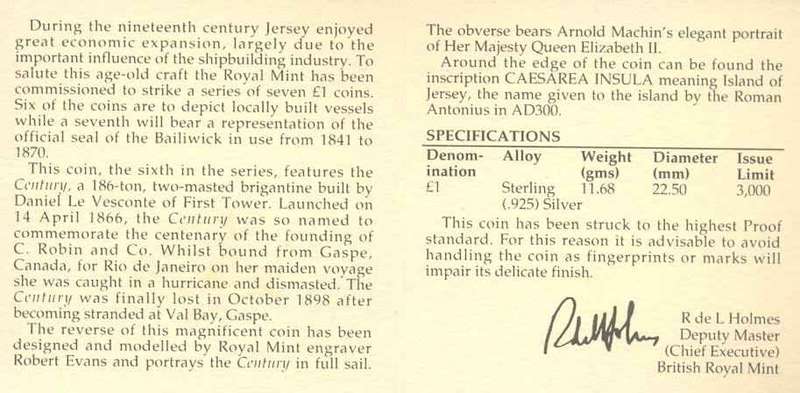 During the nineteenth century Jersey enjoyed
great economic expansion, largely due to the
important influence of the shipbuilding industry. To
salute this age-old craft the Royal Mint has been
commissioned to strike a series of seven £1 coins.
Six of the coins are to depict locally built vessels
while a seventh will bear a representation of the
official seal of the Bailiwick in use from 1841 to
1870.
This coin, the sixth in the series, features the
Century, a 186-ton, two-masted brigantine built by
Daniel Le Vesconte of First Tower. Launched on
14 April 1866, the Century was so named to
commemorate the centenary of the founding of
C. Robin and Co. Whilst bound from Gaspe,
Canada, for Rio de Janeiro on her maiden voyage
she was caught in a hurricane and dismasted. The
Century was finally lost in October 1898 after
becoming stranded at Val Bay, Gaspe.
The reverse of this magnificent coin has been
designed and modelled by Royal Mint engraver
Robert Evans and portrays the Century in full sail.
The obverse bears Arnold Machin's elegant portrait
of Her Majesty Queen Elizabeth II.
Around the edge of the coin can be found the
inscription CAESAREA INSULA meaning Island of
Jersey, the name given to the island by the Roman
Antonius in AD300.
SPECIFICATIONS
Denom- Alloy Weight Diameter Issue
ination (gms) (mm) Limit
£1 Sterling 11.68 22.50 3,000
(.925) Silver
This coin has been struck to the highest Proof
standard. For this reason it is advisable to avoid
handling the coin as fingerprints or marks will
impair its delicate finish.
R de L Holmes
Deputy Master
(Chief Executive)
British Royal Mint